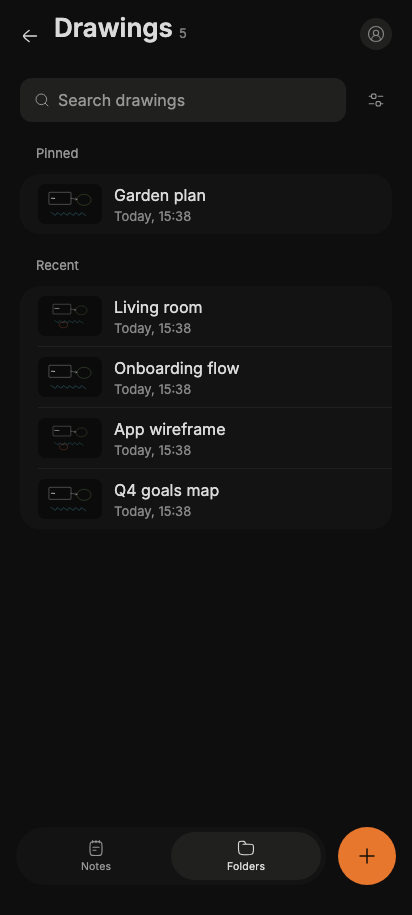 Drawings 5
Search drawings
Pinned
Garden plan
Today, 15:38
Recent
Living room
Today, 15:38
Onboarding flow
Today, 15:38
App wireframe
Today, 15:38
Q4 goals map
Today, 15:38
Notes
Folders